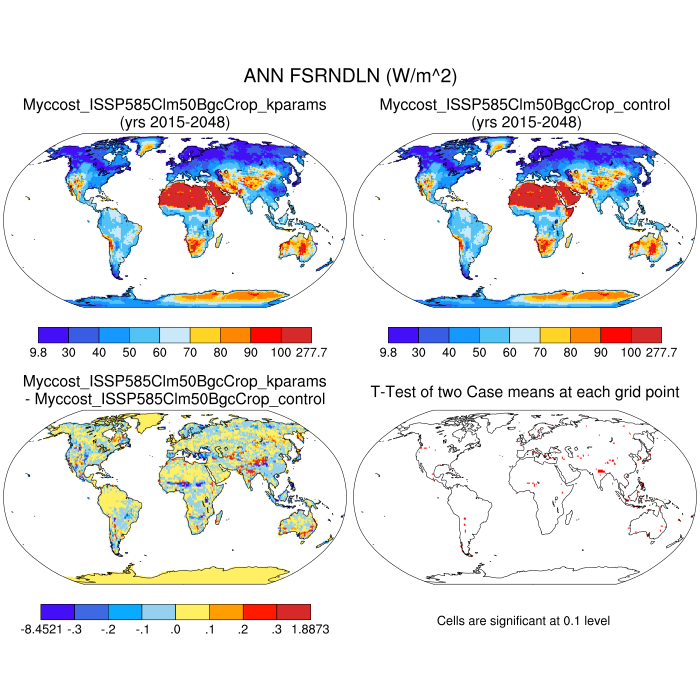 ANN FSRNDLN (W/m^2)
Myccost_ISSP585Clm50BgcCrop_kparams
(yrs 2015-2048)
Myccost_ISSP585Clm50BgcCrop_control
(yrs 2015-2048)
9.8 30 40 50 60 70 80 90 100 277.7
9.8 30 40 50 60 70 80 90 100 277.7
Myccost_ISSP585Clm50BgcCrop_kparams
- Myccost_ISSP585Clm50BgcCrop_control
T-Test of two Case means at each grid point
-8.4521 -.3 -.2 -.1 .0 .1 .2 .3 1.8873
Cells are significant at 0.1 level